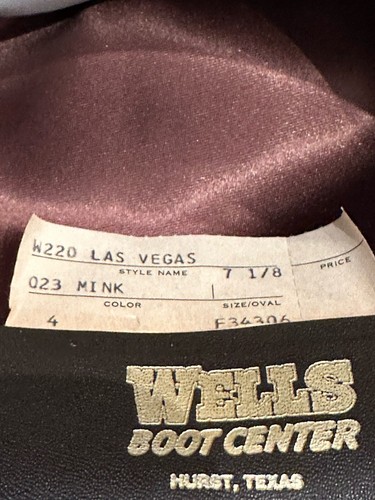 W220 LAS VEGAS
STYLE NAME 7 1/8 PRICE
023 MINK
COLOR SIZE/OVAL
4 F34306
WELLS
BOOT CENTER
HURST, TEXAS